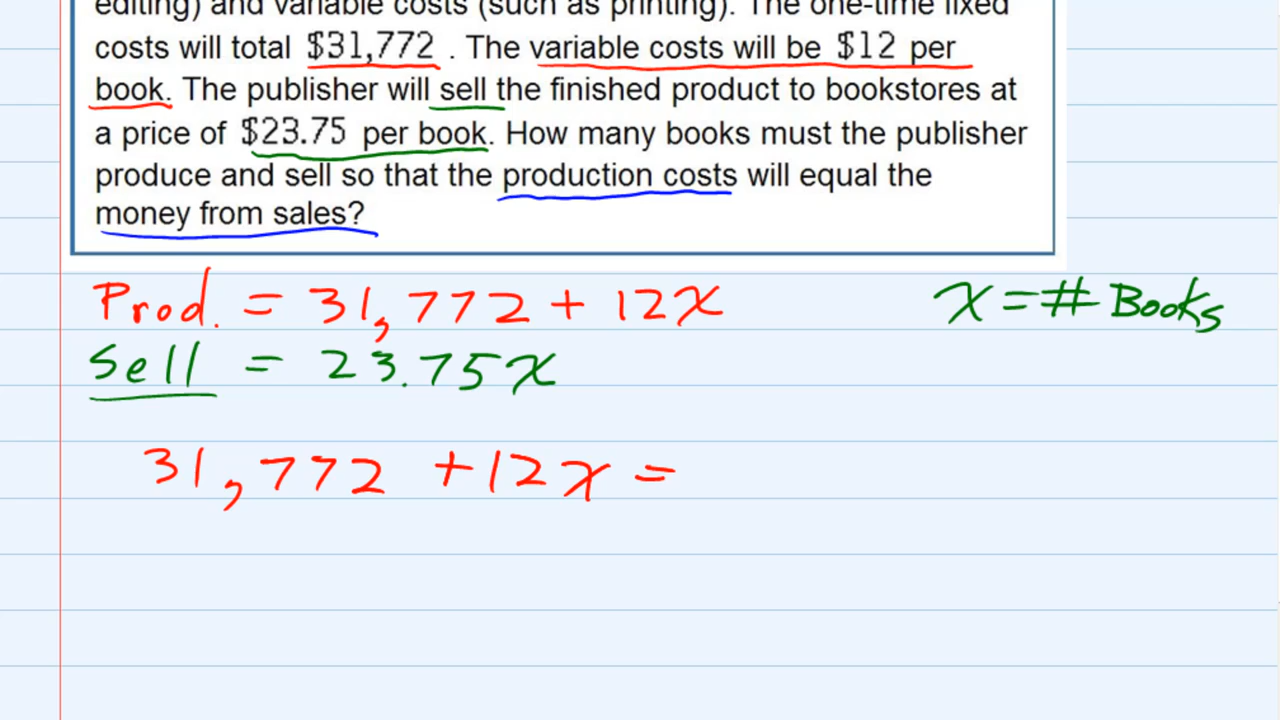 editing) and variable costs (such as printing). The one-time fixed
costs will total $31,772 . The variable costs will be $12 per
book. The publisher will sell the finished product to bookstores at
a price of $23.75 per book. How many books must the publisher
produce and sell so that the production costs will equal the
money from sales?
Prod. = 31,772 + 12x
x = # Books
Sell = 23.75x
31,772 + 12x =